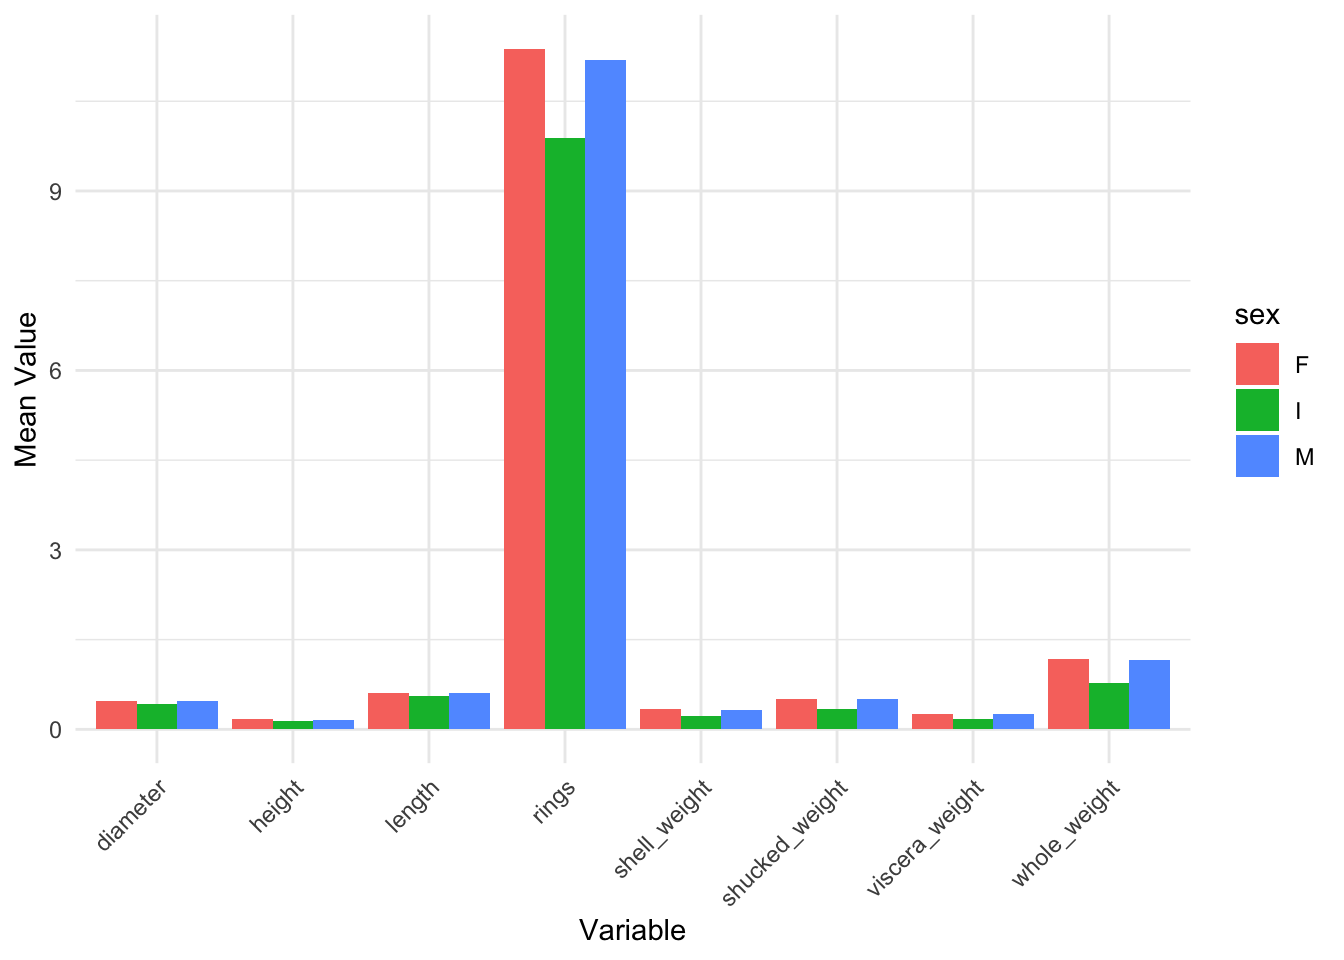 Mean Value
9
6
3
0
diameter
height
length
rings
shell_weight
shucked_weight
viscera_weight
whole_weight
Variable
sex
F
I
M